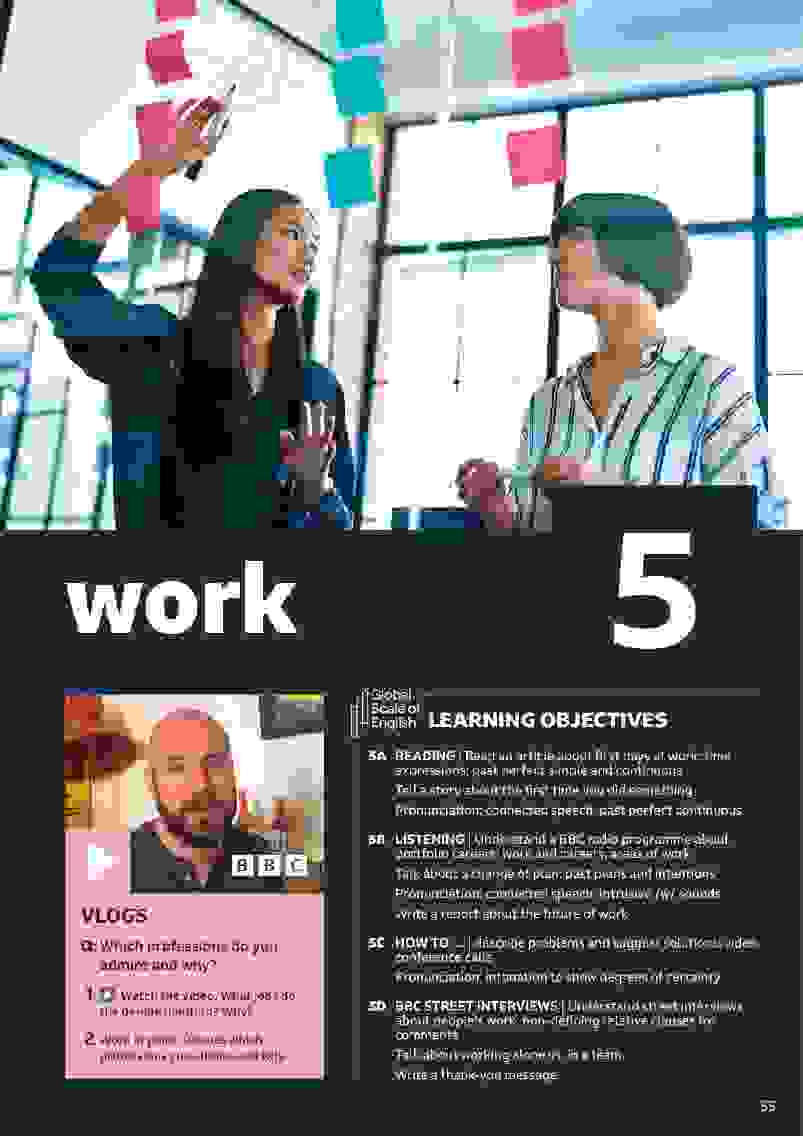 work
5
BBC
VLOGS
Q: Which professions do you
admire and why?
1 Watch the video. What jobs do
the people mention? Why?
2 Work in pairs. Discuss which
professions you admire and why.
Global
Scale of
English
LEARNING OBJECTIVES
5A READING | Read an article about first days at work: time
expressions; past perfect simple and continuous
Tell a story about the first time you did something
Pronunciation: connected speech: past perfect continuous
5B LISTENING | Understand a BBC radio programme about
portfolio careers: work and careers; areas of work
Talk about a change of plan: past plans and intentions
Pronunciation: connected speech: intrusive /w/ sounds
Write a report about the future of work
5C HOW TO … | describe problems and suggest solutions: video
conference calls
Pronunciation: intonation to show degrees of certainty
5D BBC STREET INTERVIEWS | Understand street interviews
about people's work: non-defining relative clauses for
comments
Talk about working alone vs. in a team
Write a thank-you message
55